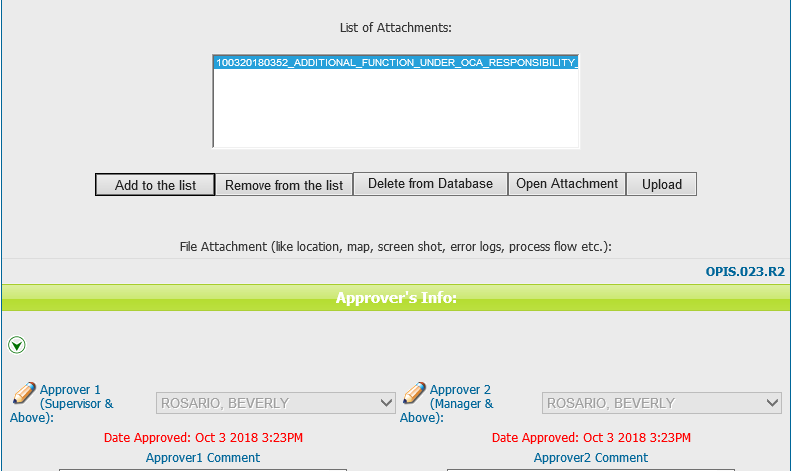 List of Attachments:
100320180352_ADDITIONAL_FUNCTION_UNDER_OCA_RESPONSIBILITY_
Add to the list Remove from the list Delete from Database Open Attachment Upload
File Attachment (like location, map, screen shot, error logs, process flow etc.):
OPIS.023.R2
Approver's Info:
Approver 1 (Supervisor & Above): ROSARIO, BEVERLY
Approver 2 (Manager & Above): ROSARIO, BEVERLY
Date Approved: Oct 3 2018 3:23PM Date Approved: Oct 3 2018 3:23PM
Approver1 Comment Approver2 Comment